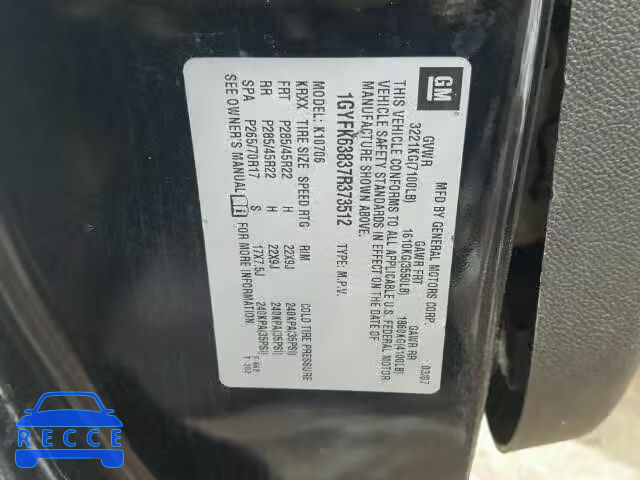 GM
MFD BY GENERAL MOTORS CORP. 03/07
GVWR GAWR FRT GAWR RR
3221KG(7100LB) 1610KG(3550LB) 1860KG(4100LB)
THIS VEHICLE CONFORMS TO ALL APPLICABLE U.S. FEDERAL MOTOR
VEHICLE SAFETY STANDARDS IN EFFECT ON THE DATE OF
MANUFACTURE SHOWN ABOVE.
1GYFK63837R373512 TYPE: M.P.V.
MODEL: K10706
KRXX TIRE SIZE SPEED RTG RIM COLD TIRE PRESSURE
FRT P285/45R22 H 22X9J 240KPA(35PSI)
RR P285/45R22 H 22X9J 240KPA(35PSI)
SPA P265/70R17 S 17X7.5J 240KPA(35PSI)
SEE OWNER'S MANUAL FOR MORE INFORMATION.
RECCE